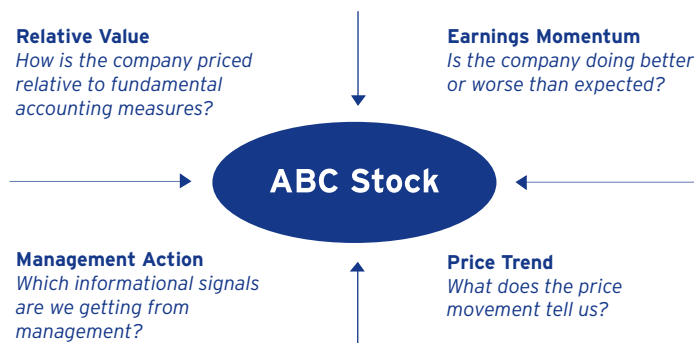 Relative Value
How is the company priced
relative to fundamental
accounting measures?
Earnings Momentum
Is the company doing better
or worse than expected?
ABC Stock
Management Action
Which informational signals
are we getting from
management?
Price Trend
What does the price
movement tell us?